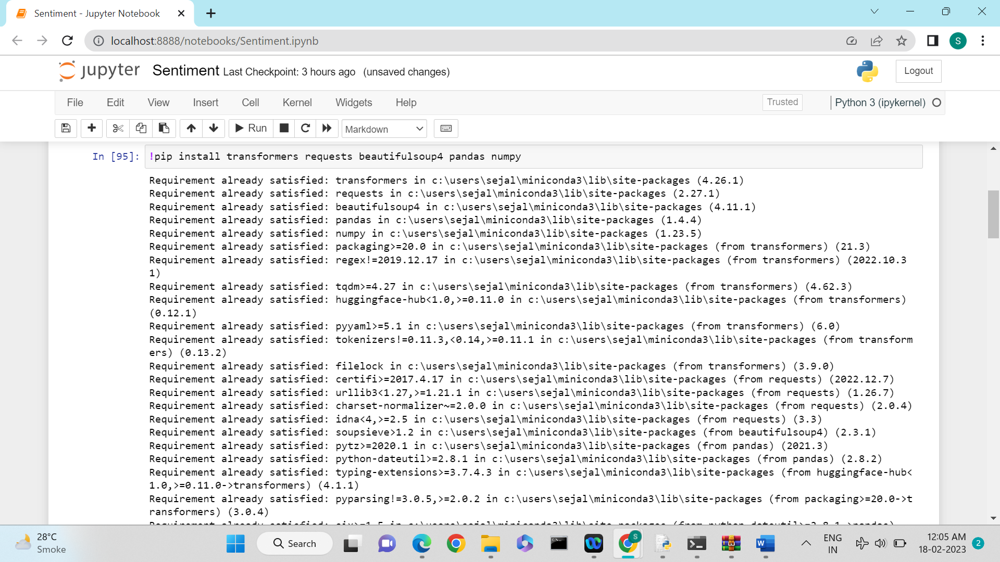 Sentiment - Jupyter Notebook
localhost:8888/notebooks/Sentiment.ipynb
S
jupyter Sentiment Last Checkpoint: 3 hours ago (unsaved changes)
Logout
File Edit View Insert Cell Kernel Widgets Help
Trusted
Python 3 (ipykernel)
Run
Markdown
In [95]: !pip install transformers requests beautifulsoup4 pandas numpy
Requirement already satisfied: transformers in c:\users\sejal\miniconda3\lib\site-packages (4.26.1)
Requirement already satisfied: requests in c:\users\sejal\miniconda3\lib\site-packages (2.27.1)
Requirement already satisfied: beautifulsoup4 in c:\users\sejal\miniconda3\lib\site-packages (4.11.1)
Requirement already satisfied: pandas in c:\users\sejal\miniconda3\lib\site-packages (1.4.4)
Requirement already satisfied: numpy in c:\users\sejal\miniconda3\lib\site-packages (1.23.5)
Requirement already satisfied: packaging>=20.0 in c:\users\sejal\miniconda3\lib\site-packages (from transformers) (21.3)
Requirement already satisfied: regex!=2019.12.17 in c:\users\sejal\miniconda3\lib\site-packages (from transformers) (2022.10.3
1)
Requirement already satisfied: tqdm>=4.27 in c:\users\sejal\miniconda3\lib\site-packages (from transformers) (4.62.3)
Requirement already satisfied: huggingface-hub<1.0,>=0.11.0 in c:\users\sejal\miniconda3\lib\site-packages (from transformers)
(0.12.1)
Requirement already satisfied: pyyaml>=5.1 in c:\users\sejal\miniconda3\lib\site-packages (from transformers) (6.0)
Requirement already satisfied: tokenizers!=0.11.3,<0.14,>=0.11.1 in c:\users\sejal\miniconda3\lib\site-packages (from transform
ers) (0.13.2)
Requirement already satisfied: filelock in c:\users\sejal\miniconda3\lib\site-packages (from transformers) (3.9.0)
Requirement already satisfied: certifi>=2017.4.17 in c:\users\sejal\miniconda3\lib\site-packages (from requests) (2022.12.7)
Requirement already satisfied: urllib3<1.27,>=1.21.1 in c:\users\sejal\miniconda3\lib\site-packages (from requests) (1.26.7)
Requirement already satisfied: charset-normalizer~=2.0.0 in c:\users\sejal\miniconda3\lib\site-packages (from requests) (2.0.4)
Requirement already satisfied: idna<4,>=2.5 in c:\users\sejal\miniconda3\lib\site-packages (from requests) (3.3)
Requirement already satisfied: soupsieve>1.2 in c:\users\sejal\miniconda3\lib\site-packages (from beautifulsoup4) (2.3.1)
Requirement already satisfied: pytz>=2020.1 in c:\users\sejal\miniconda3\lib\site-packages (from pandas) (2021.3)
Requirement already satisfied: python-dateutil>=2.8.1 in c:\users\sejal\miniconda3\lib\site-packages (from pandas) (2.8.2)
Requirement already satisfied: typing-extensions>=3.7.4.3 in c:\users\sejal\miniconda3\lib\site-packages (from huggingface-hub<
1.0,>=0.11.0->transformers) (4.1.1)
Requirement already satisfied: pyparsing!=3.0.5,>=2.0.2 in c:\users\sejal\miniconda3\lib\site-packages (from packaging>=20.0->t
ransformers) (3.0.4)
28°C
Smoke
Search
S
W
ENG
IN
12:05 AM
18-02-2023
2